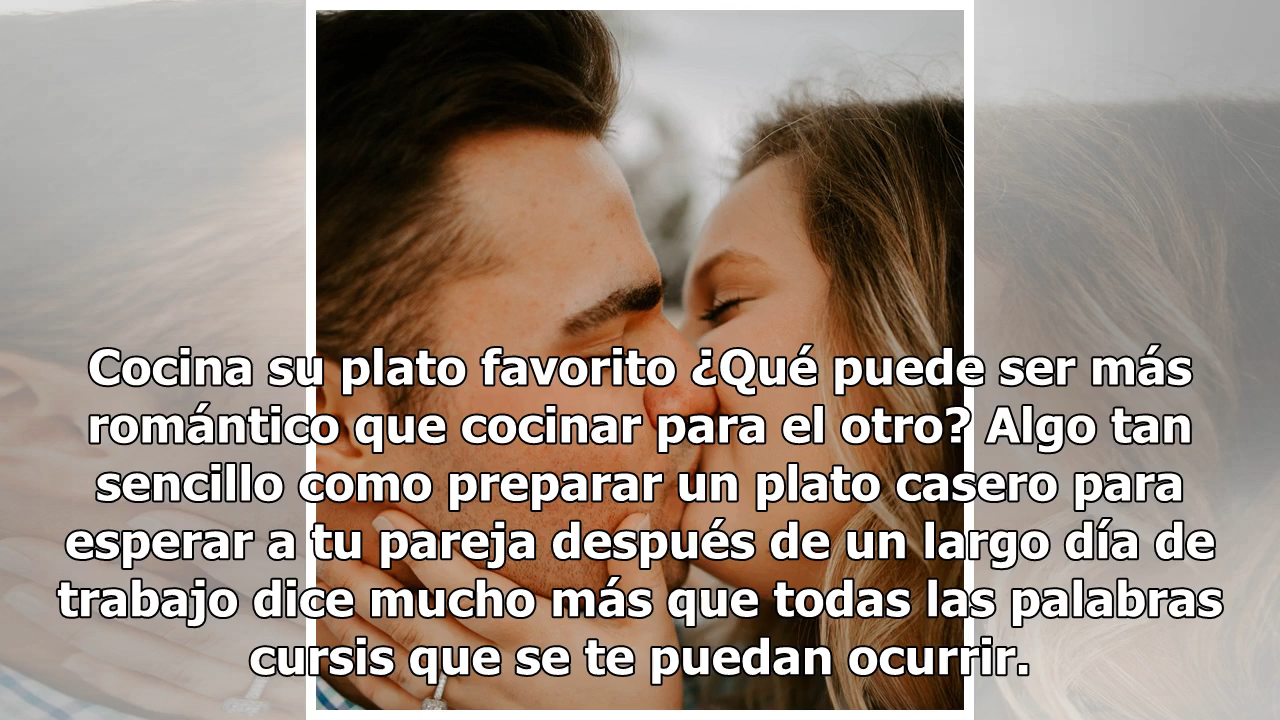 Cocina su plato favorito ¿Qué puede ser más
romántico que cocinar para el otro? Algo tan
sencillo como preparar un plato casero para
esperar a tu pareja después de un largo día de
trabajo dice mucho más que todas las palabras
cursis que se te puedan ocurrir.